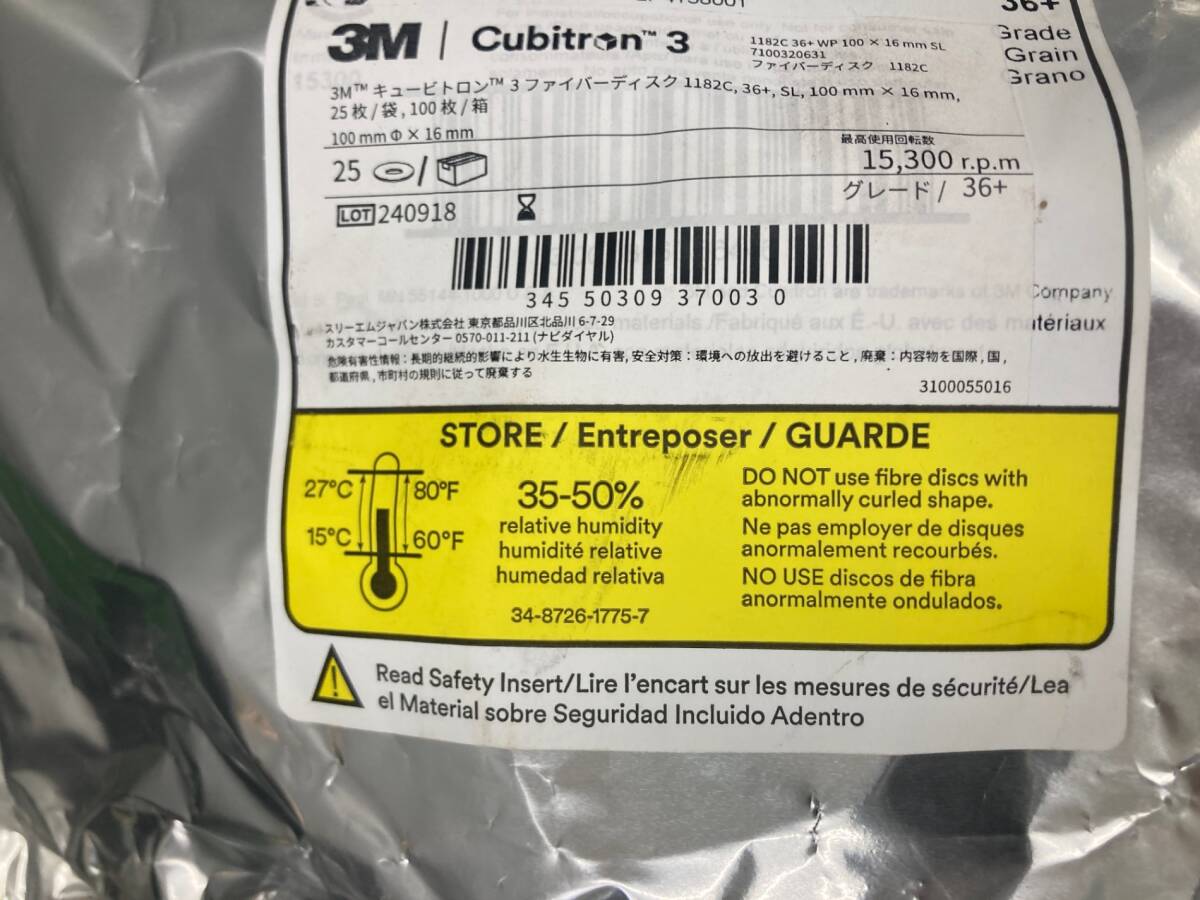 36+
3M | Cubitron™ 3
1182C 36+ WP 100 × 16 mm SL
7100320631
ファイバーディスク 1182C
Grade
Grain
Grano
3M™ キュービトロン™ 3 ファイバーディスク 1182C, 36+, SL, 100 mm × 16 mm,
25 枚 / 袋 , 100 枚 / 箱
100 mm Φ × 16 mm
最高使用回転数
25 /
15,300 r.p.m
グレード / 36+
LOT 240918
345 50309 37003 0
Company
スリーエムジャパン株式会社 東京都品川区北品川 6-7-29
カスタマーコールセンター 0570-011-211 (ナビダイヤル)
materials /Fabriqué aux É.-U. avec des matériaux
危険有害性情報 : 長期的継続的影響により水生生物に有害 , 安全対策 : 環境への放出を避けること , 廃棄 : 内容物を国際 , 国 ,
都道府県 , 市町村の規則に従って廃棄する
3100055016
STORE / Entreposer / GUARDE
27°C 80°F
15°C 60°F
35-50%
relative humidity
humidité relative
humedad relativa
34-8726-1775-7
DO NOT use fibre discs with
abnormally curled shape.
Ne pas employer de disques
anormalement recourbés.
NO USE discos de fibra
anormalmente ondulados.
Read Safety Insert/Lire l'encart sur les mesures de sécurité/Lea
el Material sobre Seguridad Incluido Adentro